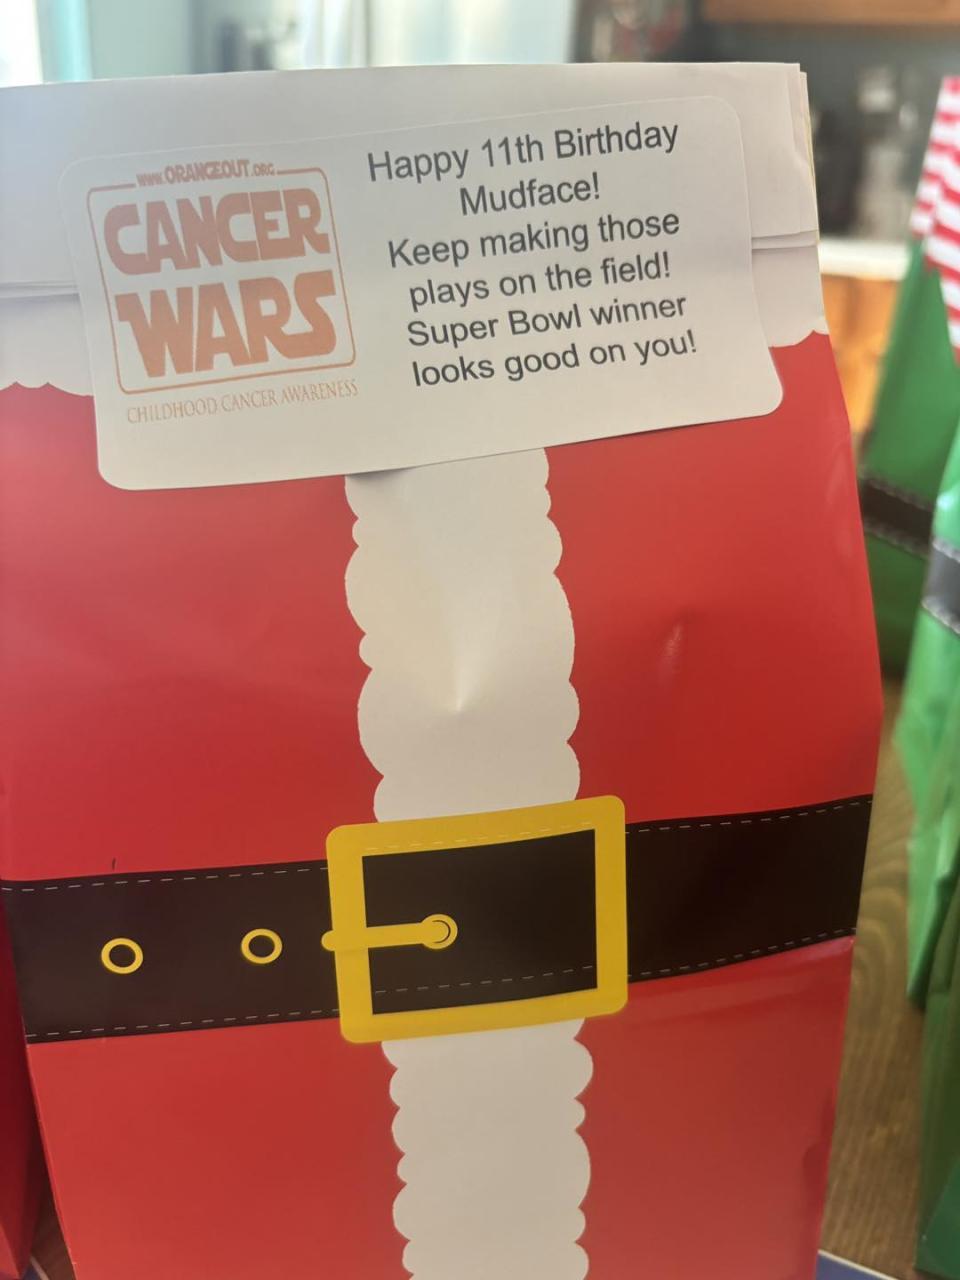 www.ORANGEOUT.ORG
CANCER
WARS
CHILDHOOD CANCER AWARENESS
Happy 11th Birthday
Mudface!
Keep making those
plays on the field!
Super Bowl winner
looks good on you!